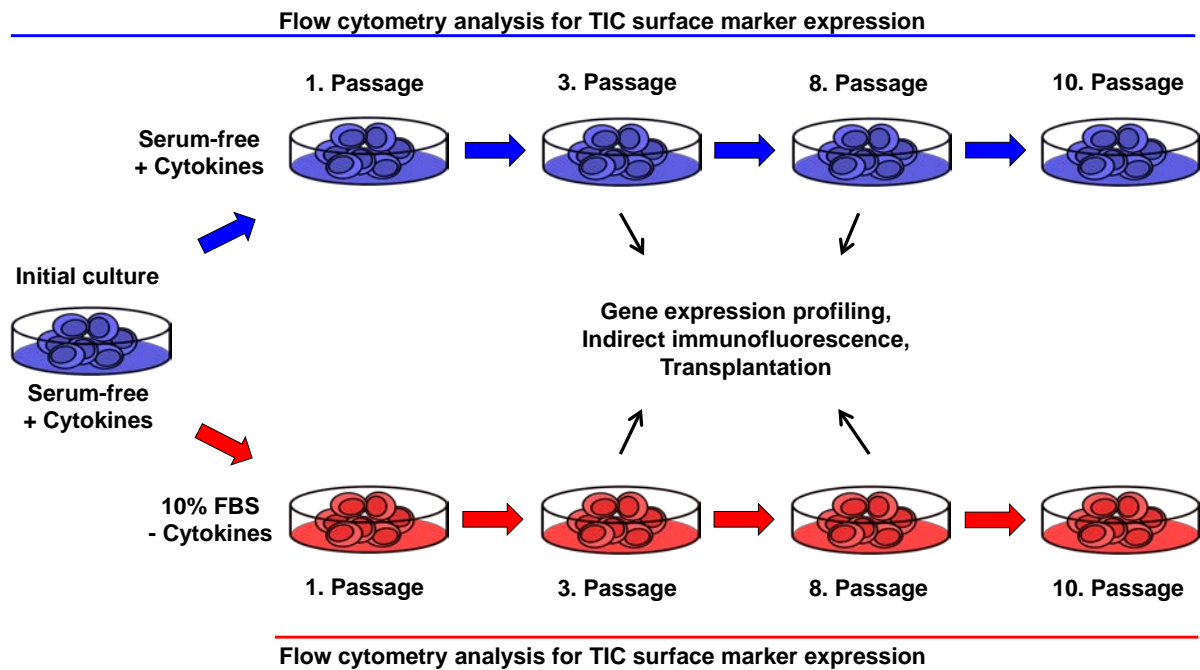 Flow cytometry analysis for TIC surface marker expression
1. Passage
3. Passage
8. Passage
10. Passage
Serum-free
+ Cytokines
Initial culture
Serum-free
+ Cytokines
Gene expression profiling,
Indirect immunofluorescence,
Transplantation
10% FBS
- Cytokines
1. Passage
3. Passage
8. Passage
10. Passage
Flow cytometry analysis for TIC surface marker expression